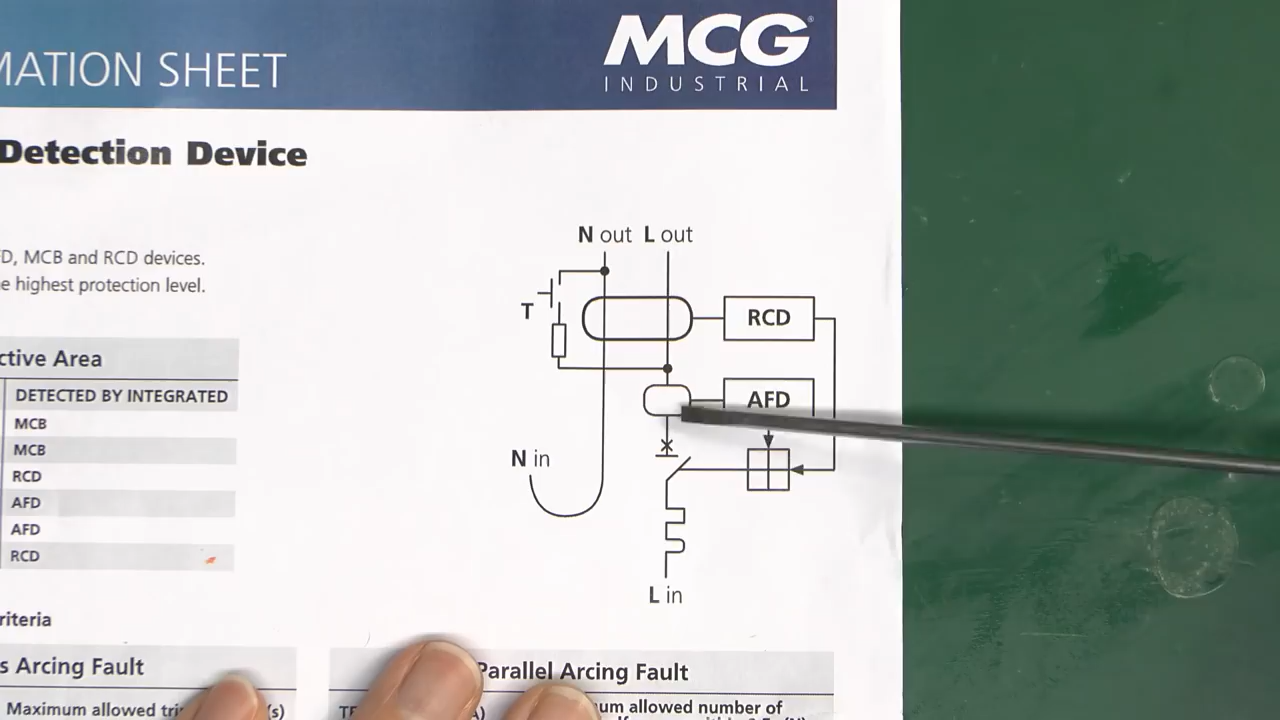 MATION SHEET
MCG®
INDUSTRIAL
Detection Device
D, MCB and RCD devices.
e highest protection level.
N out L out
T
RCD
AFD
N in
L in
ctive Area
DETECTED BY INTEGRATED
MCB
MCB
RCD
AFD
AFD
RCD
riteria
s Arcing Fault
Parallel Arcing Fault
Maximum allowed
(s)
allowed number of